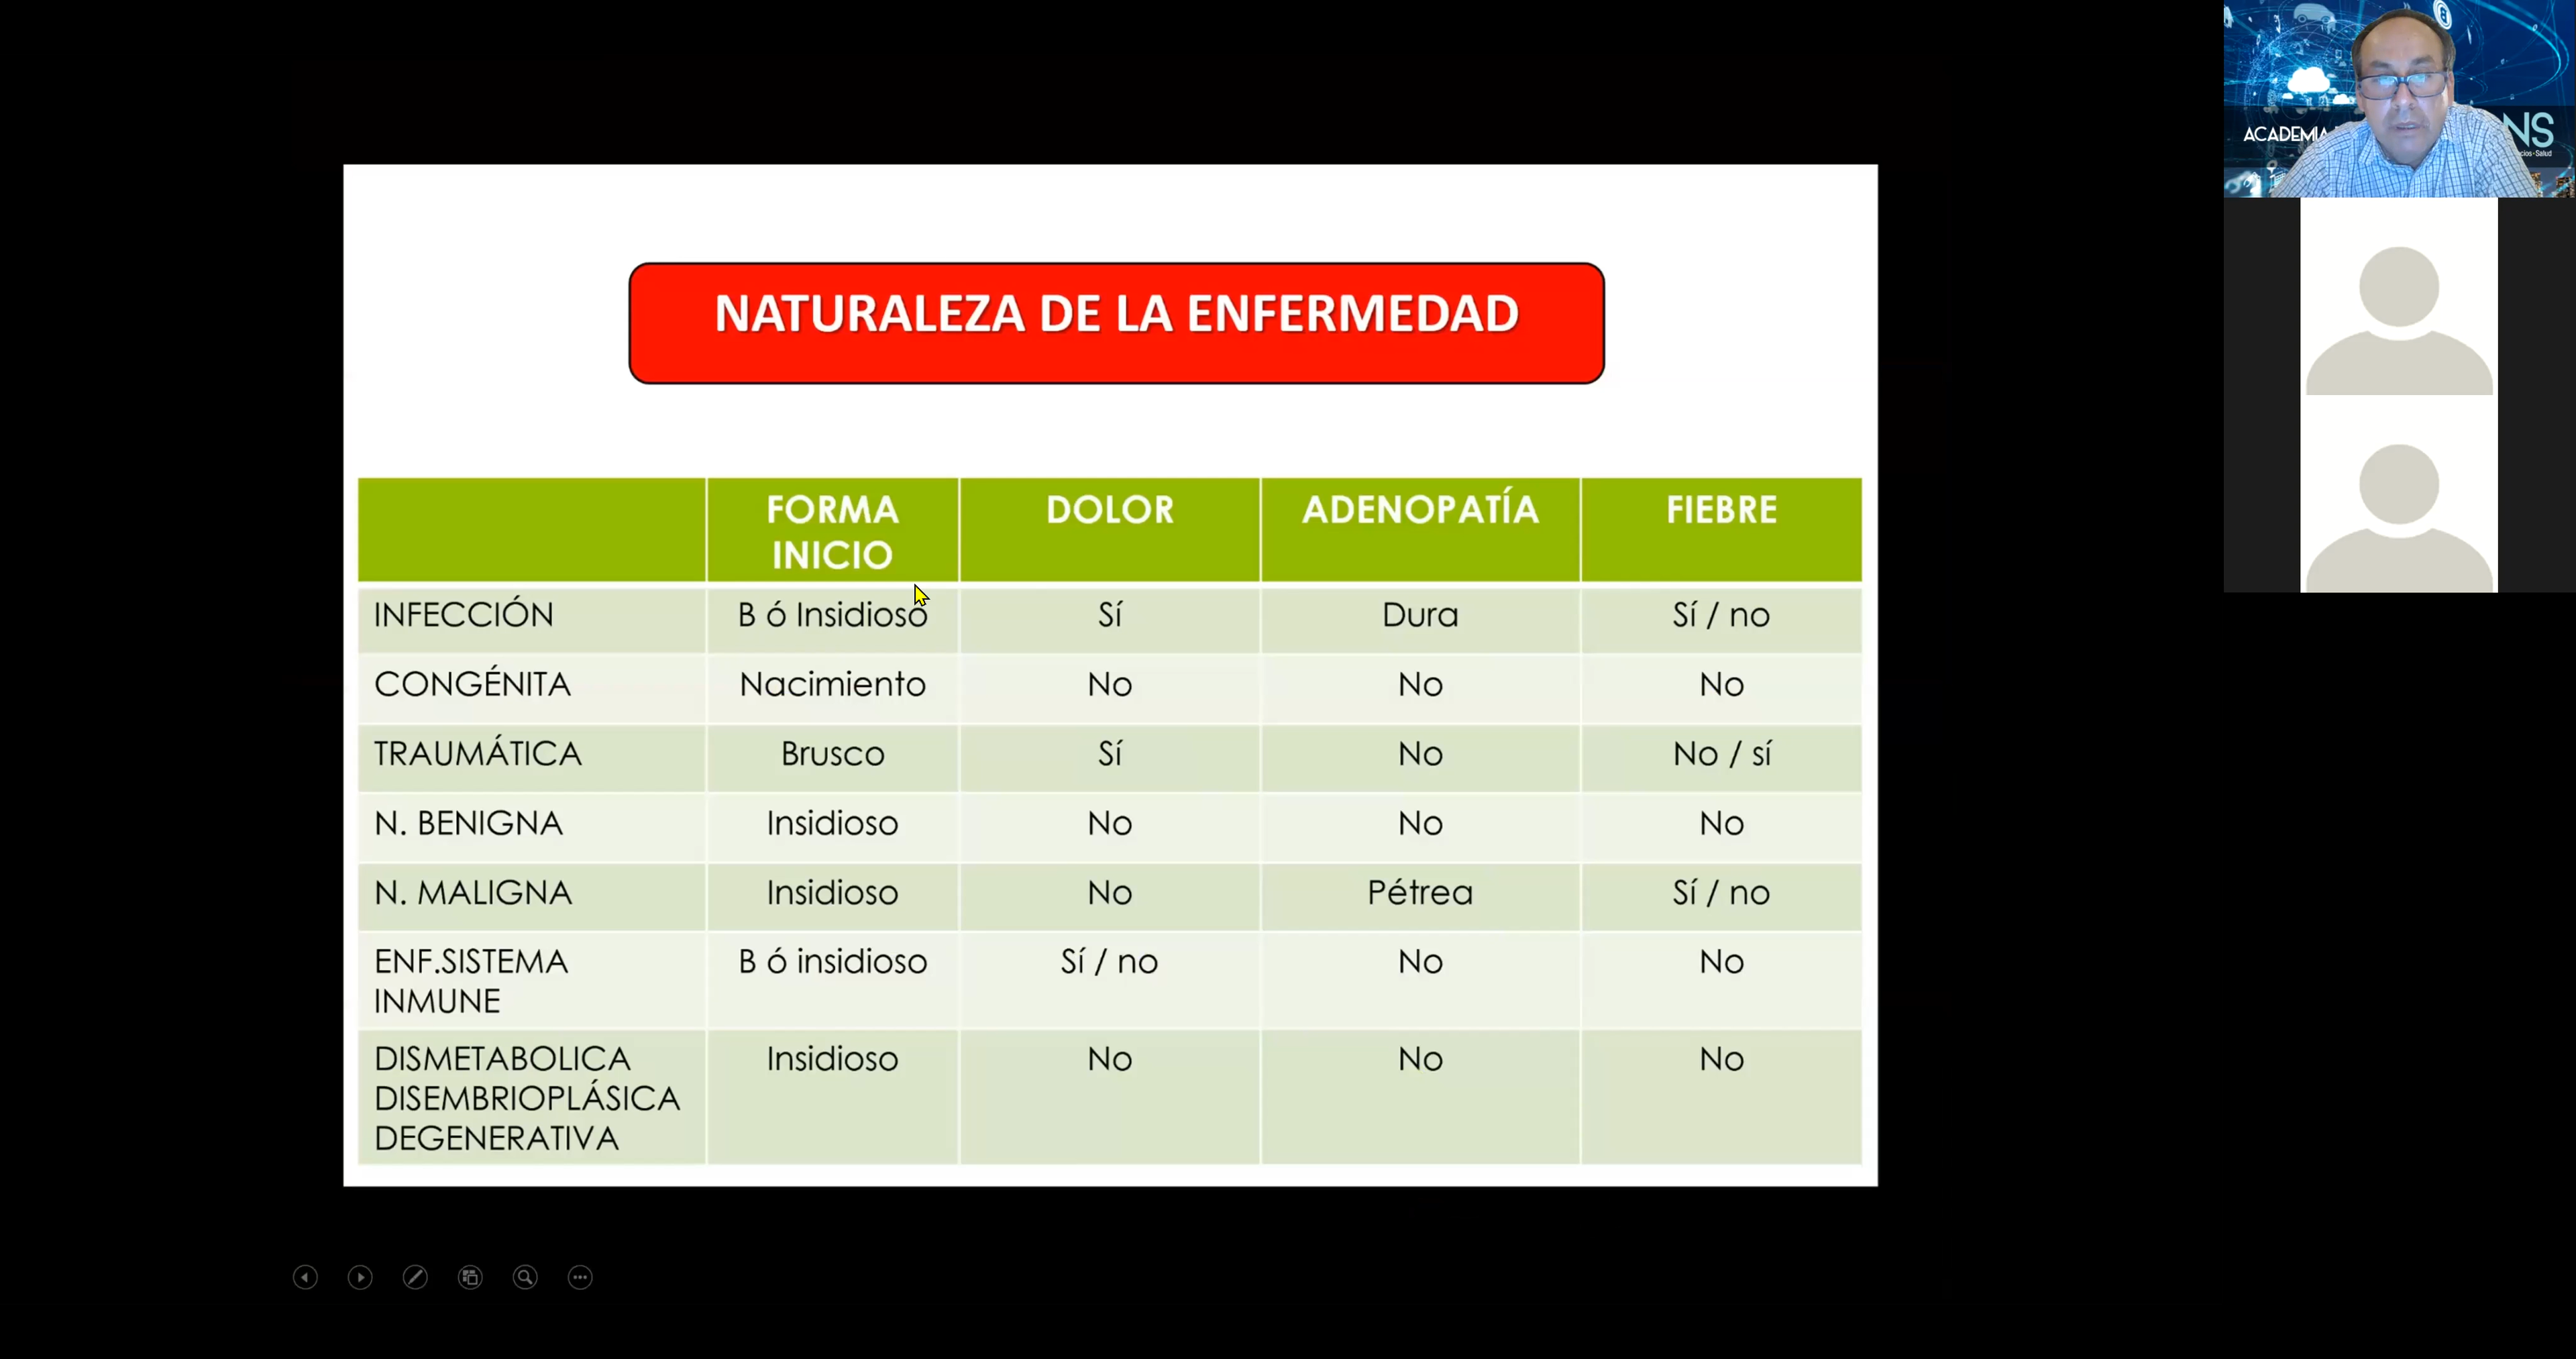 NATURALEZA DE LA ENFERMEDAD
FORMA INICIO DOLOR ADENOPATÍA FIEBRE
INFECCIÓN B ó Insidioso Sí Dura Sí / no
CONGÉNITA Nacimiento No No No
TRAUMÁTICA Brusco Sí No No / sí
N. BENIGNA Insidioso No No No
N. MALIGNA Insidioso No Pétrea Sí / no
ENF.SISTEMA INMUNE B ó insidioso Sí / no No No
DISMETABOLICA DISEMBRIOPLÁSICA DEGENERATIVA Insidioso No No No
ACADEMIA
NS